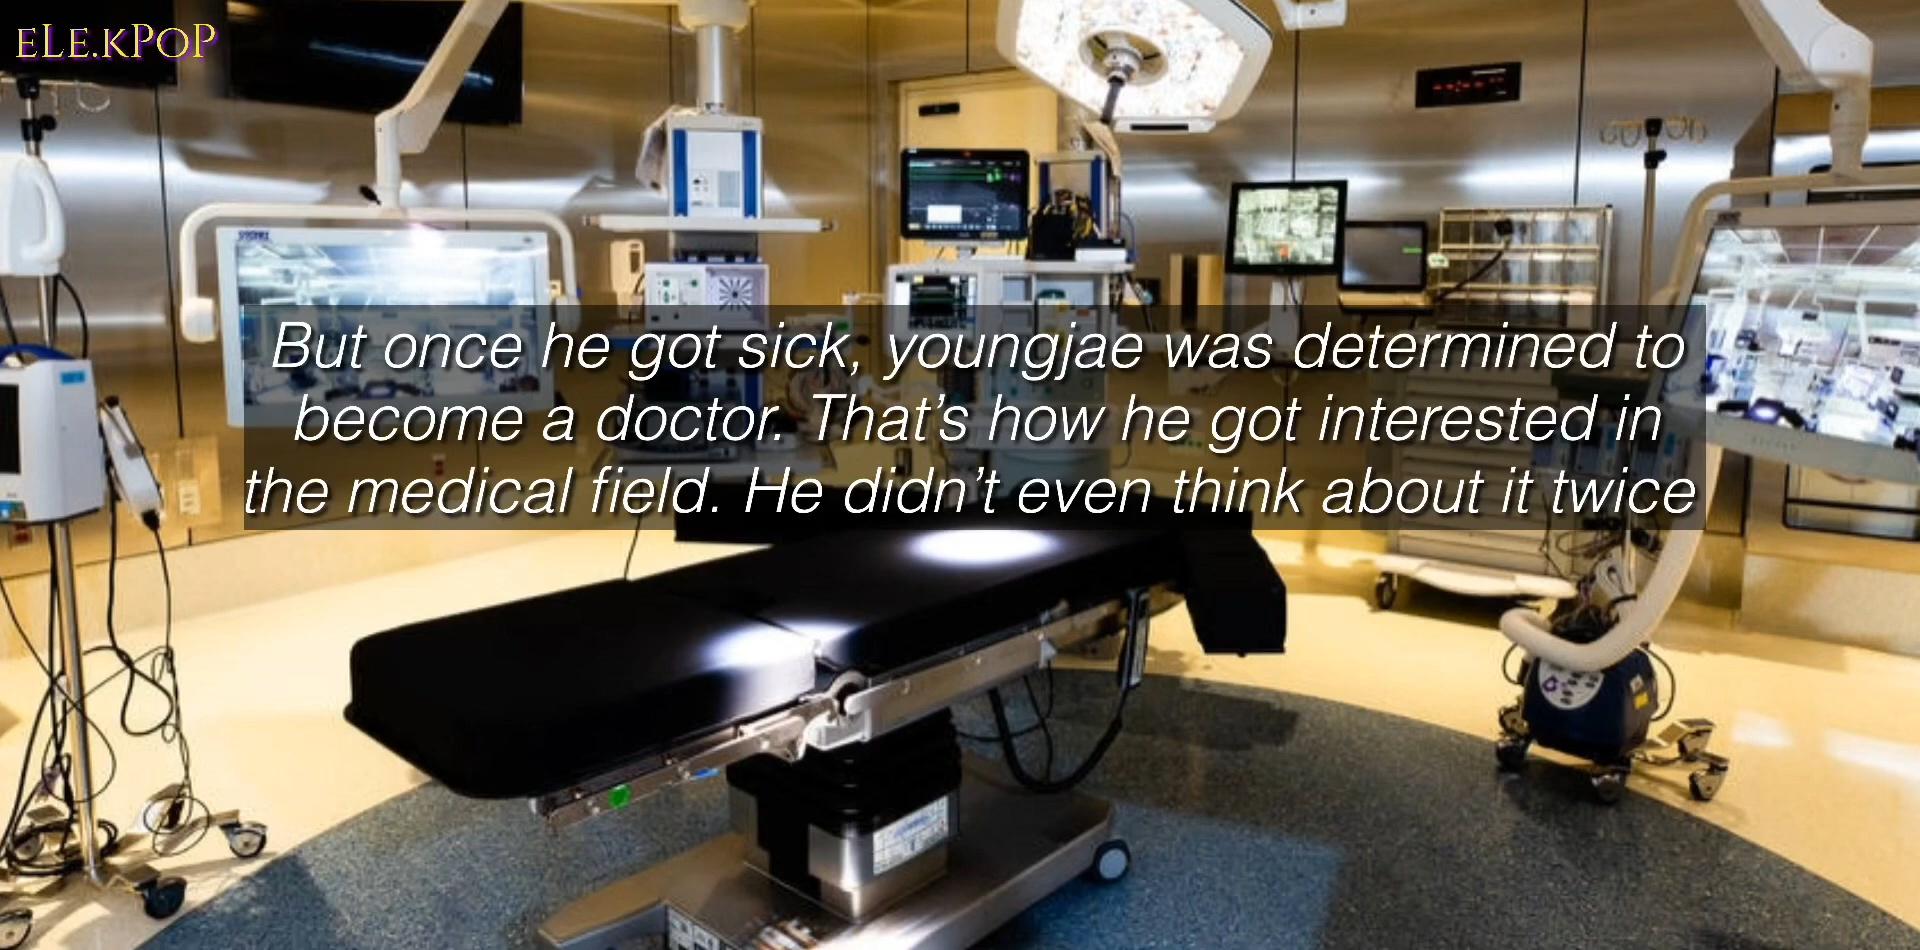 ELE.KPOP
But once he got sick, youngjae was determined to
become a doctor. That's how he got interested in
the medical field. He didn't even think about it twice